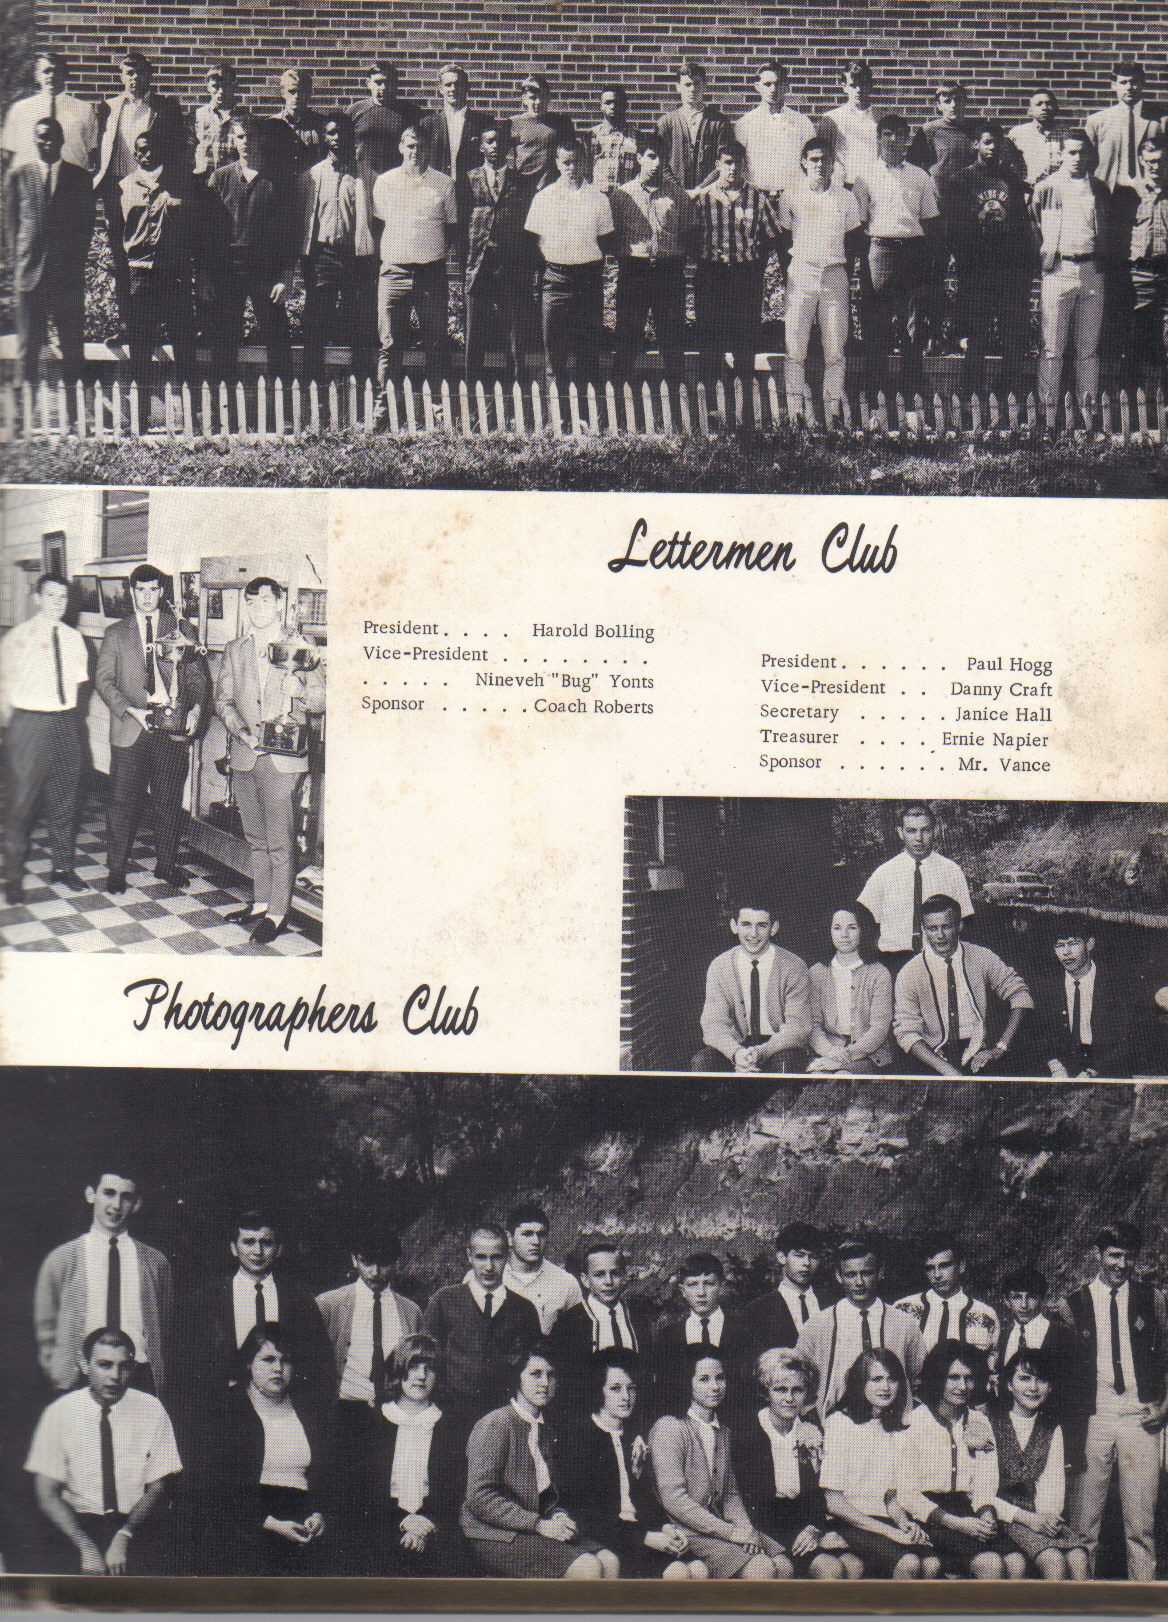 Lettermen Club
President . . . . Harold Bolling
Vice-President . . . . . . . .
. . . . . Nineveh "Bug" Yonts
Sponsor . . . . . Coach Roberts
President . . . . . . Paul Hogg
Vice-President . . Danny Craft
Secretary . . . . . Janice Hall
Treasurer . . . . Ernie Napier
Sponsor . . . . . . Mr. Vance
Photographers Club